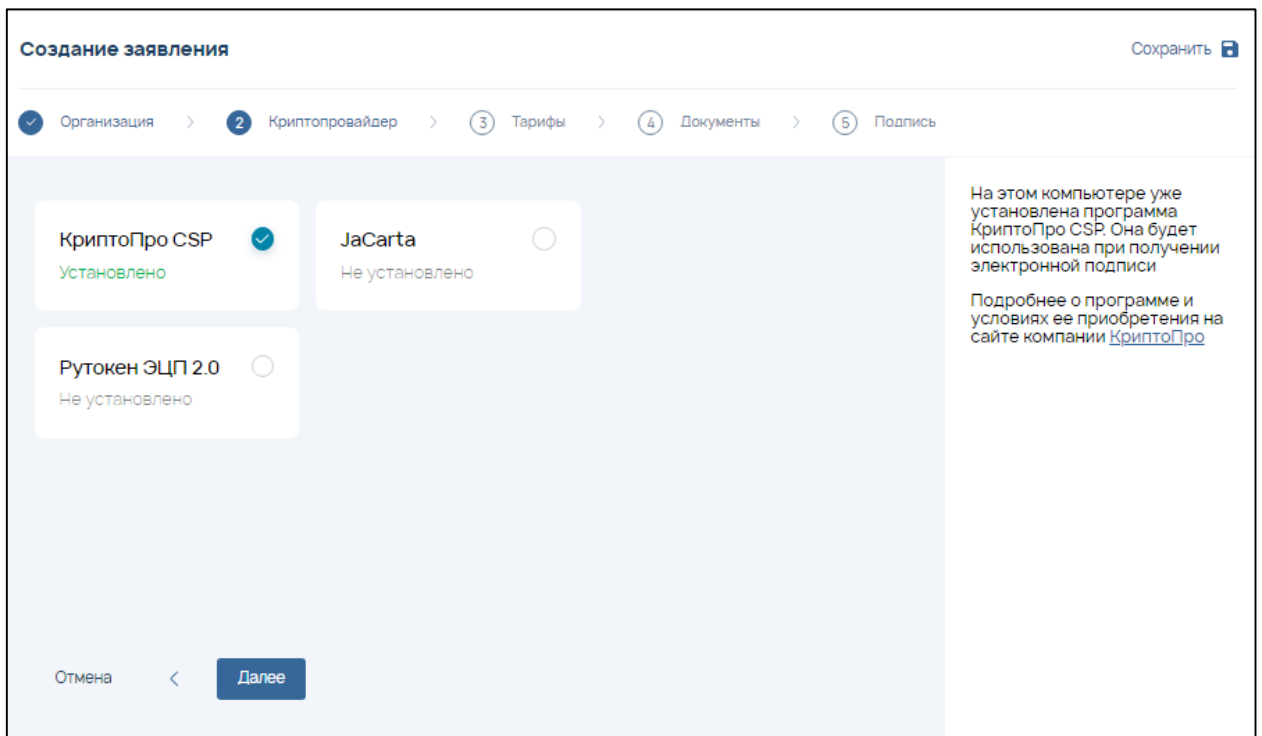 Создание заявления
Сохранить
Организация
2 Криптопровайдер
3 Тарифы
4 Документы
5 Подпись
КриптоПро CSP
Установлено
JaCarta
Не установлено
Рутокен ЭЦП 2.0
Не установлено
На этом компьютере уже
установлена программа
КриптоПро CSP. Она будет
использована при получении
электронной подписи
Подробнее о программе и
условиях ее приобретения на
сайте компании КриптоПро
Отмена
Далее